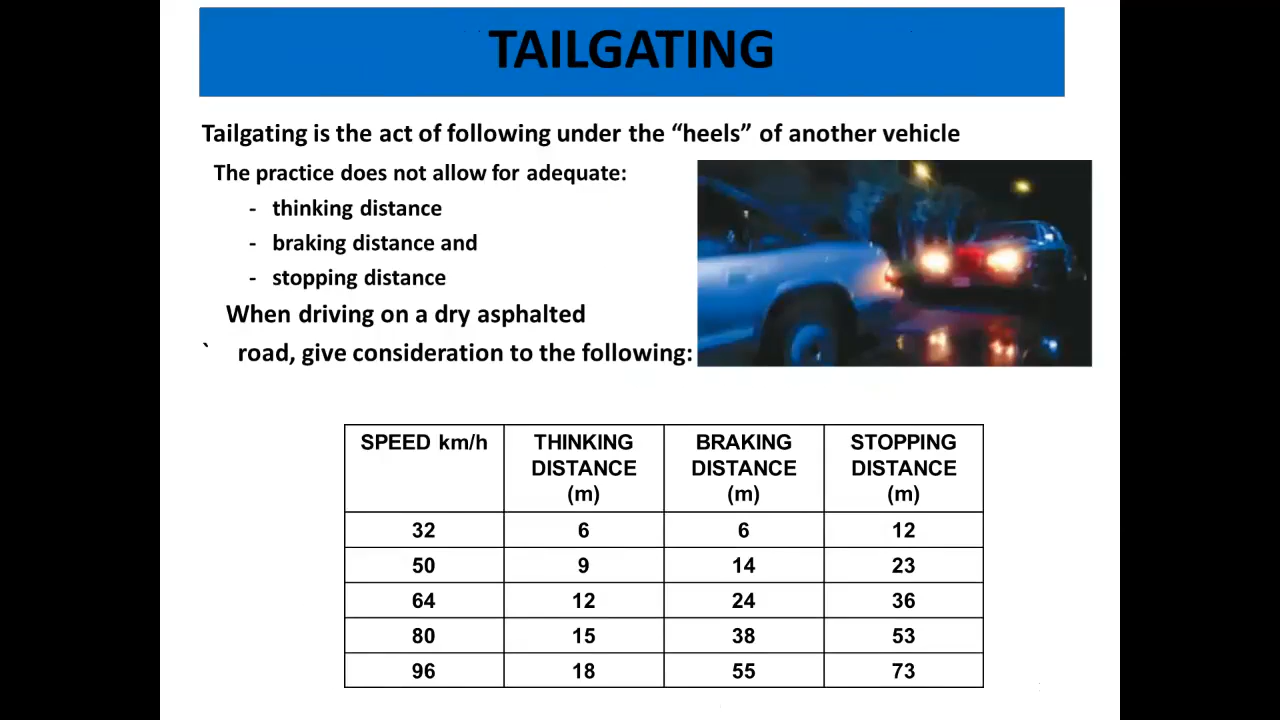 TAILGATING
Tailgating is the act of following under the “heels” of another vehicle
The practice does not allow for adequate:
- thinking distance
- braking distance and
- stopping distance
When driving on a dry asphalted
` road, give consideration to the following:
SPEED km/h THINKING DISTANCE (m) BRAKING DISTANCE (m) STOPPING DISTANCE (m)
32 6 6 12
50 9 14 23
64 12 24 36
80 15 38 53
96 18 55 73